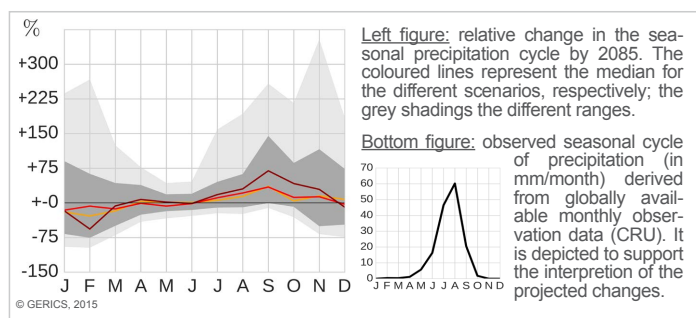 %
+300
+225
+150
+75
+-0
-75
-150
J F M A M J J A S O N D
© GERICS, 2015
Left figure: relative change in the sea-
sonal precipitation cycle by 2085. The
coloured lines represent the median for
the different scenarios, respectively; the
grey shadings the different ranges.
Bottom figure: observed seasonal cycle
of precipitation (in
mm/month) derived
from globally avail-
able monthly obser-
vation data (CRU). It
is depicted to support
the interpretion of the
projected changes.
70
60
50
40
30
20
10
0
J F M A M J J A S O N D